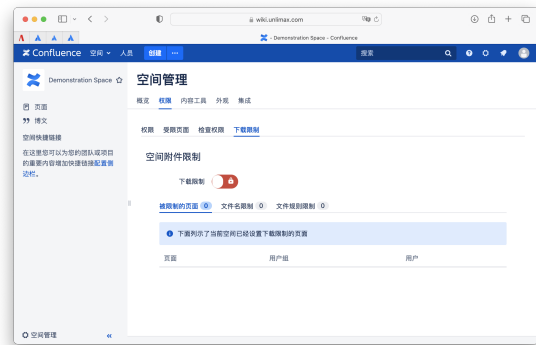 wiki.unlimax.com
- Demonstration Space - Confluence
Confluence 空间 人员 创建 ··· 搜索
Demonstration Space
页面
博文
空间快捷链接
在这里您可以为您的团队或项目
的重要内容增加快捷链接配置侧
边栏。
空间管理
概览 权限 内容工具 外观 集成
权限 受限页面 检查权限 下载限制
空间附件限制
下载限制
被限制的页面 0 文件名限制 0 文件规则限制 0
下面列示了当前空间已经设置下载限制的页面
页面 用户组 用户
空间管理